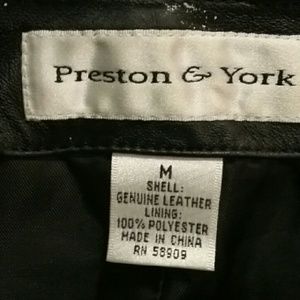 Preston & York
M
SHELL:
GENUINE LEATHER
LINING:
100% POLYESTER
MADE IN CHINA
RN 58909